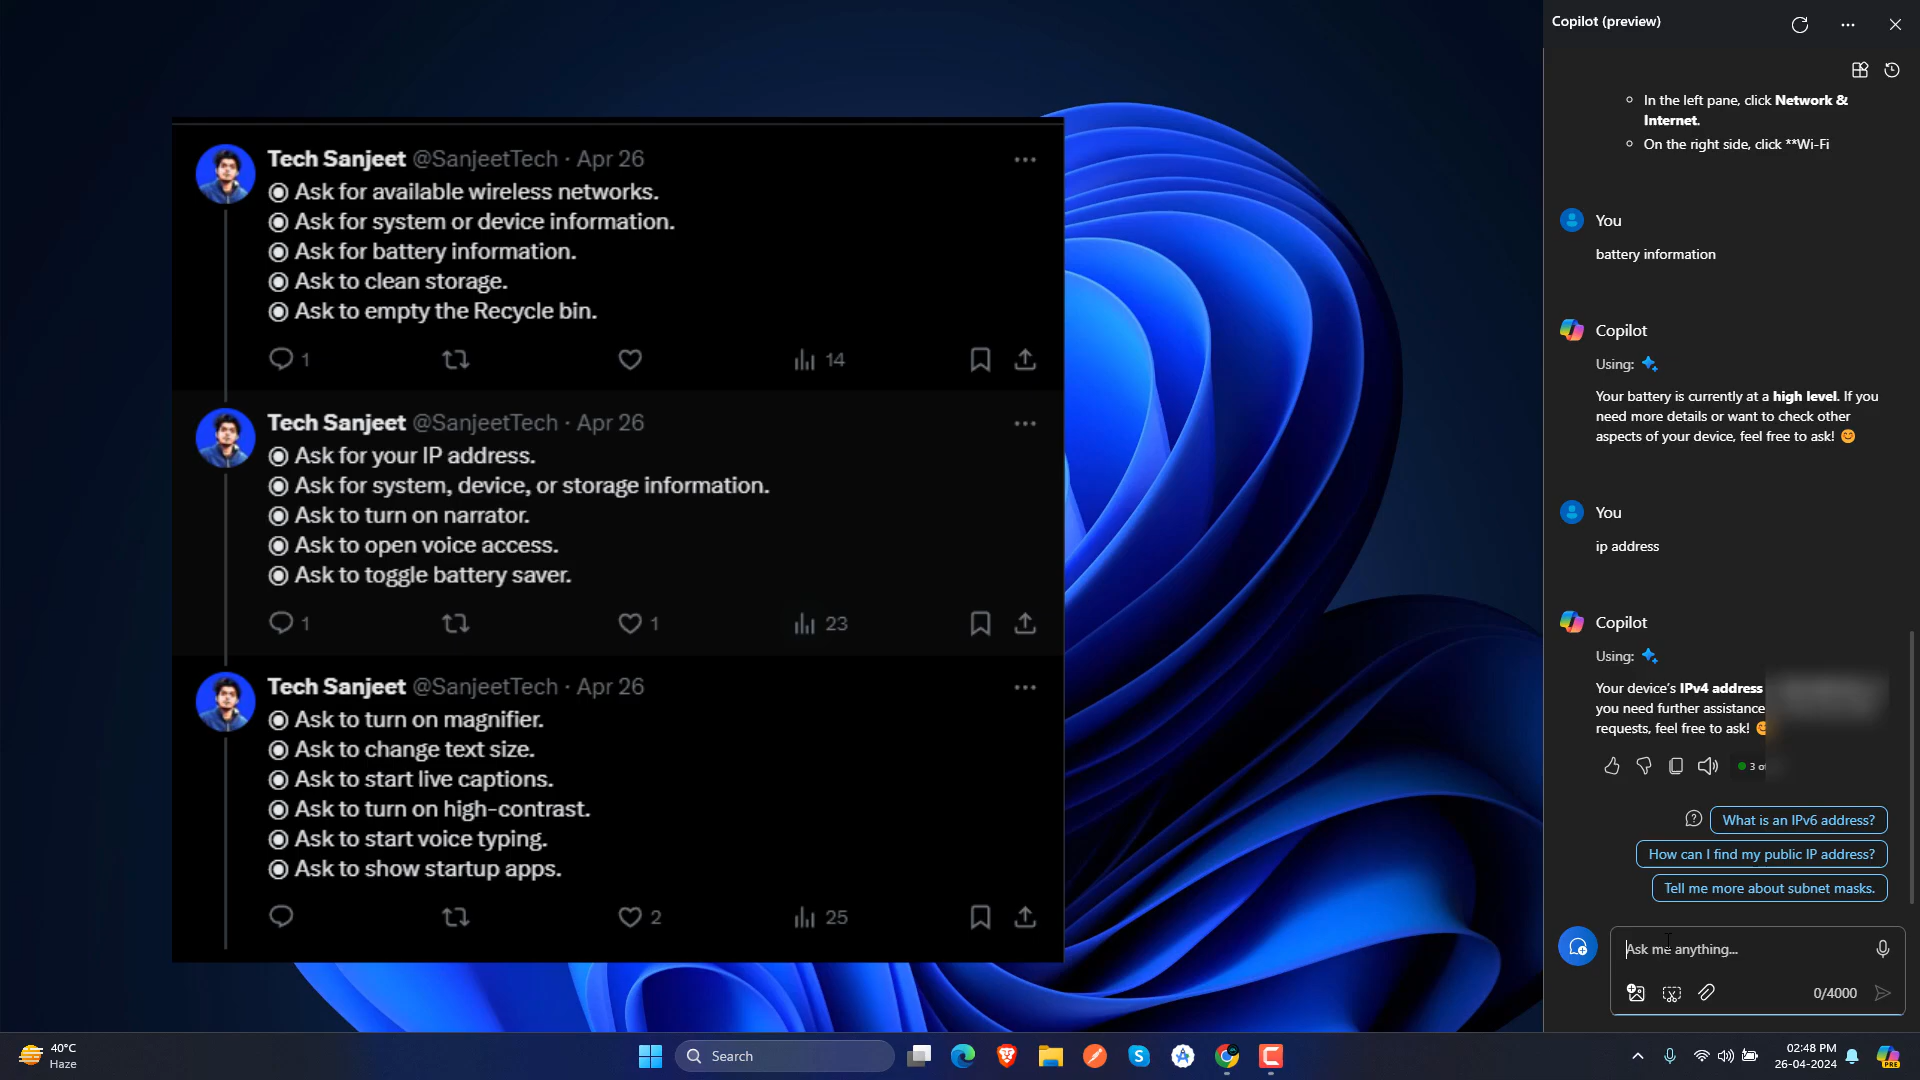 Tech Sanjeet @SanjeetTech · Apr 26
Ask for available wireless networks.
Ask for system or device information.
Ask for battery information.
Ask to clean storage.
Ask to empty the Recycle bin.
1
14
Tech Sanjeet @SanjeetTech · Apr 26
Ask for your IP address.
Ask for system, device, or storage information.
Ask to turn on narrator.
Ask to open voice access.
Ask to toggle battery saver.
1
1
23
Tech Sanjeet @SanjeetTech · Apr 26
Ask to turn on magnifier.
Ask to change text size.
Ask to start live captions.
Ask to turn on high-contrast.
Ask to start voice typing.
Ask to show startup apps.
2
25
Copilot (preview)
In the left pane, click Network &
Internet.
On the right side, click **Wi-Fi
You
battery information
Copilot
Using:
Your battery is currently at a high level. If you
need more details or want to check other
aspects of your device, feel free to ask!
You
ip address
Copilot
Using:
Your device's IPv4 address
you need further assistance
requests, feel free to ask!
3
What is an IPv6 address?
How can I find my public IP address?
Tell me more about subnet masks.
Ask me anything...
0/4000
40°C
Haze
Search
02:48 PM
26-04-2024
PRE